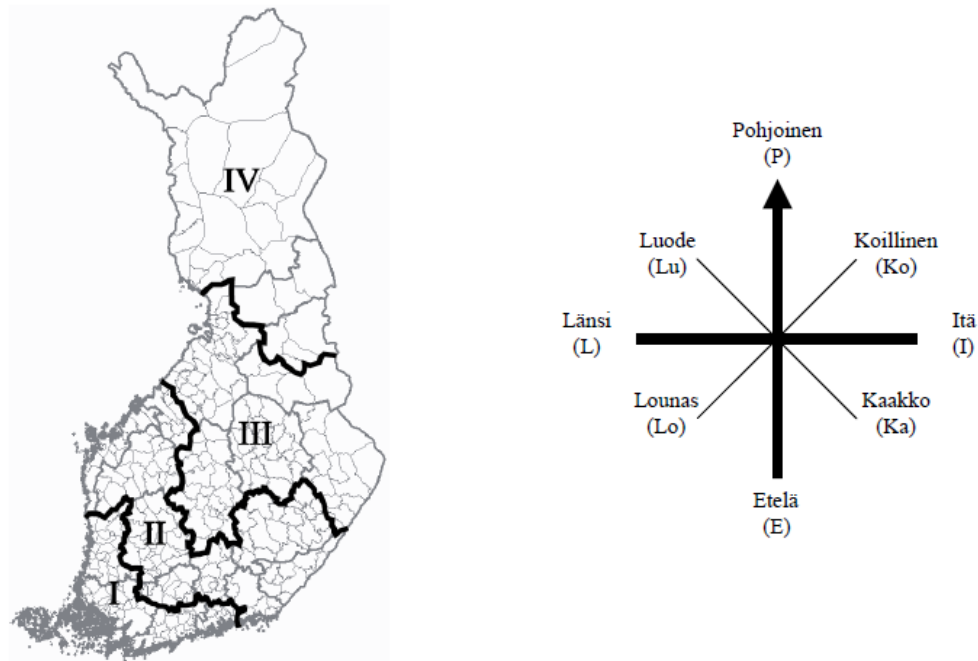 IV
III
II
I
Pohjoinen
(P)
Luode
(Lu)
Koillinen
(Ko)
Länsi
(L)
Itä
(I)
Lounas
(Lo)
Kaakko
(Ka)
Etelä
(E)